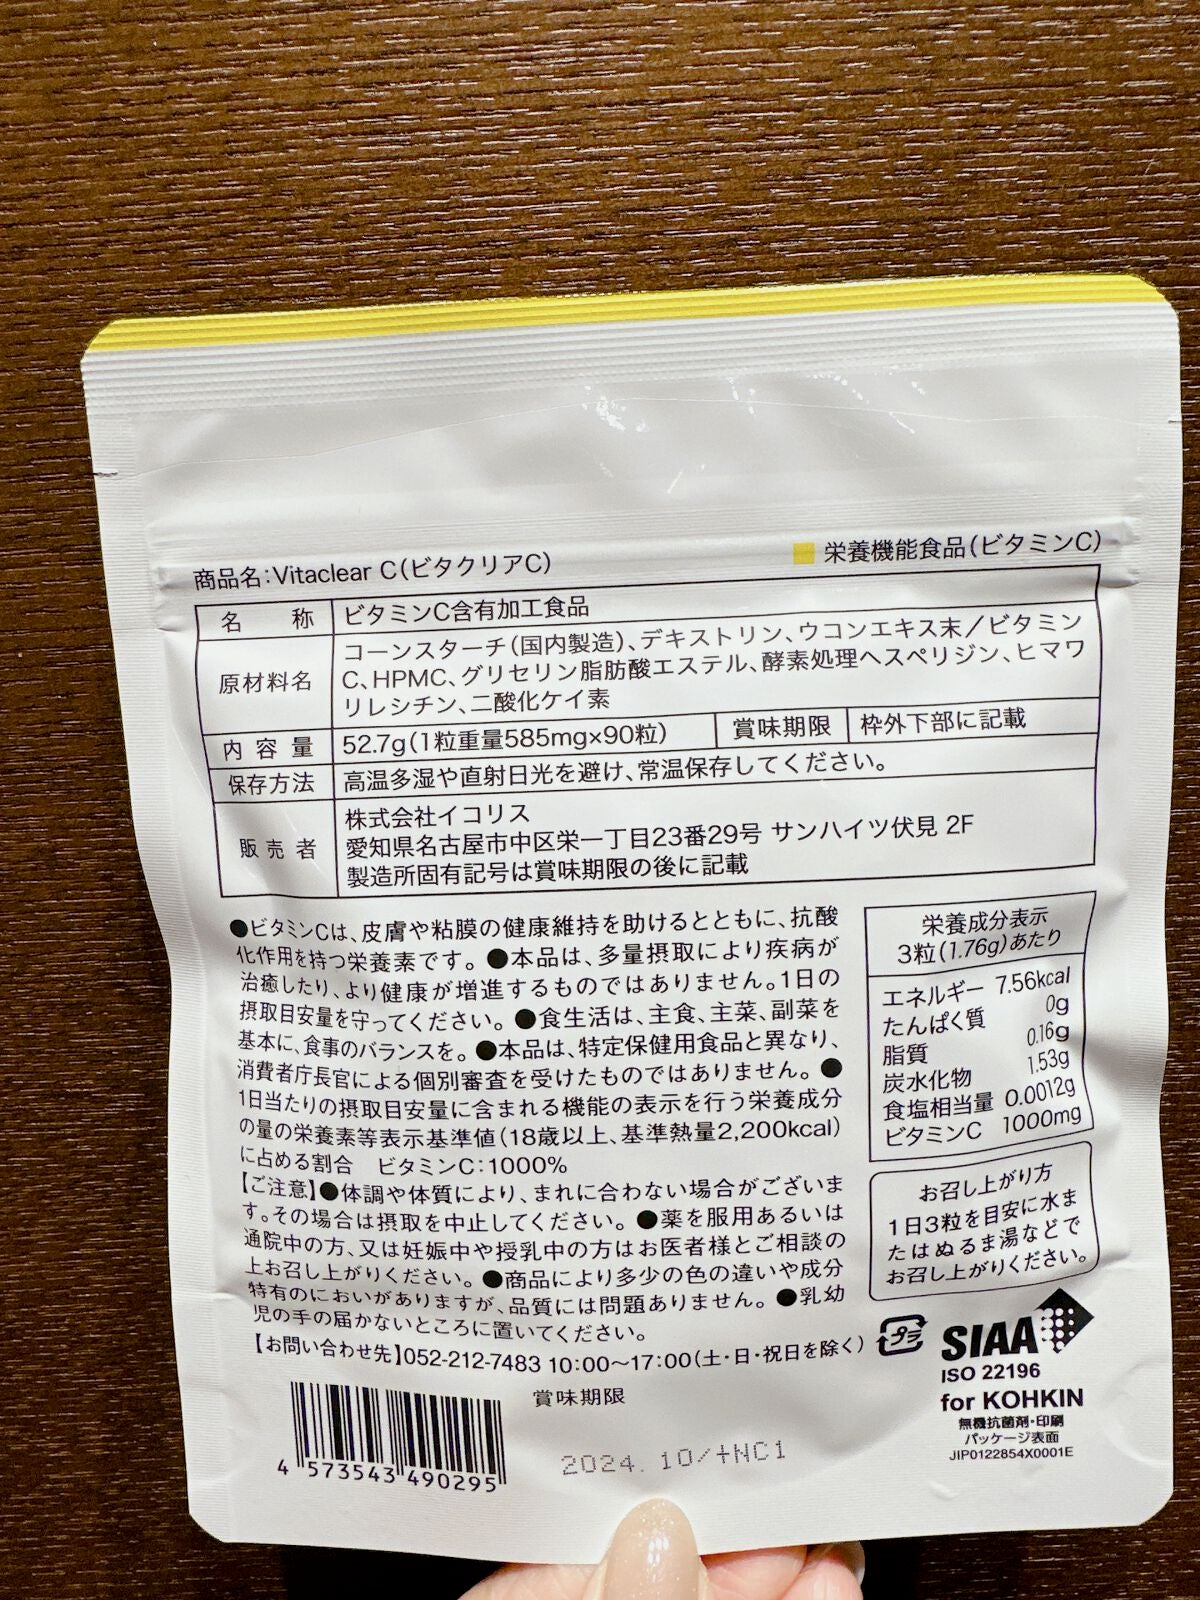 商品名：Vitaclear C（ビタクリアC）
■ 栄養機能食品（ビタミンC）
名 称 ビタミンC含有加工食品
原材料名 コーンスターチ（国内製造）、デキストリン、ウコンエキス末／ビタミン
C、HPMC、グリセリン脂肪酸エステル、酵素処理ヘスペリジン、ヒマワ
リレシチン、二酸化ケイ素
内容量 52.7g（1粒重量585mg×90粒） 賞味期限 枠外下部に記載
保存方法 高温多湿や直射日光を避け、常温保存してください。
販売者 株式会社イコリス
愛知県名古屋市中区栄一丁目23番29号 サンハイツ伏見 2F
製造所固有記号は賞味期限の後に記載
●ビタミンCは、皮膚や粘膜の健康維持を助けるとともに、抗酸
化作用を持つ栄養素です。●本品は、多量摂取により疾病が
治癒したり、より健康が増進するものではありません。1日の
摂取目安量を守ってください。●食生活は、主食、主菜、副菜を
基本に、食事のバランスを。●本品は、特定保健用食品と異なり、
消費者庁長官による個別審査を受けたものではありません。●
1日当たりの摂取目安量に含まれる機能の表示を行う栄養成分
の量の栄養素等表示基準値（18歳以上、基準熱量2,200kcal）
に占める割合 ビタミンC：1000%
【ご注意】●体調や体質により、まれに合わない場合がございま
す。その場合は摂取を中止してください。●薬を服用あるいは
通院中の方、又は妊娠中や授乳中の方はお医者様とご相談の
上お召し上がりください。●商品により多少の色の違いや成分
特有のにおいがありますが、品質には問題ありません。●乳幼
児の手の届かないところに置いてください。
【お問い合わせ先】052-212-7483 10:00～17:00（土・日・祝日を除く）
栄養成分表示
3粒（1.76g）あたり
エネルギー 7.56kcal
たんぱく質 0g
脂質 0.16g
炭水化物 1.53g
食塩相当量 0.0012g
ビタミンC 1000mg
お召し上がり方
1日3粒を目安に水ま
たはぬるま湯などで
お召し上がりください。
プラ
SIAA
ISO 22196
for KOHKIN
無機抗菌剤・印刷
パッケージ表面
JIP0122854X0001E
賞味期限
2024.10/+NC1
4 573543 490295